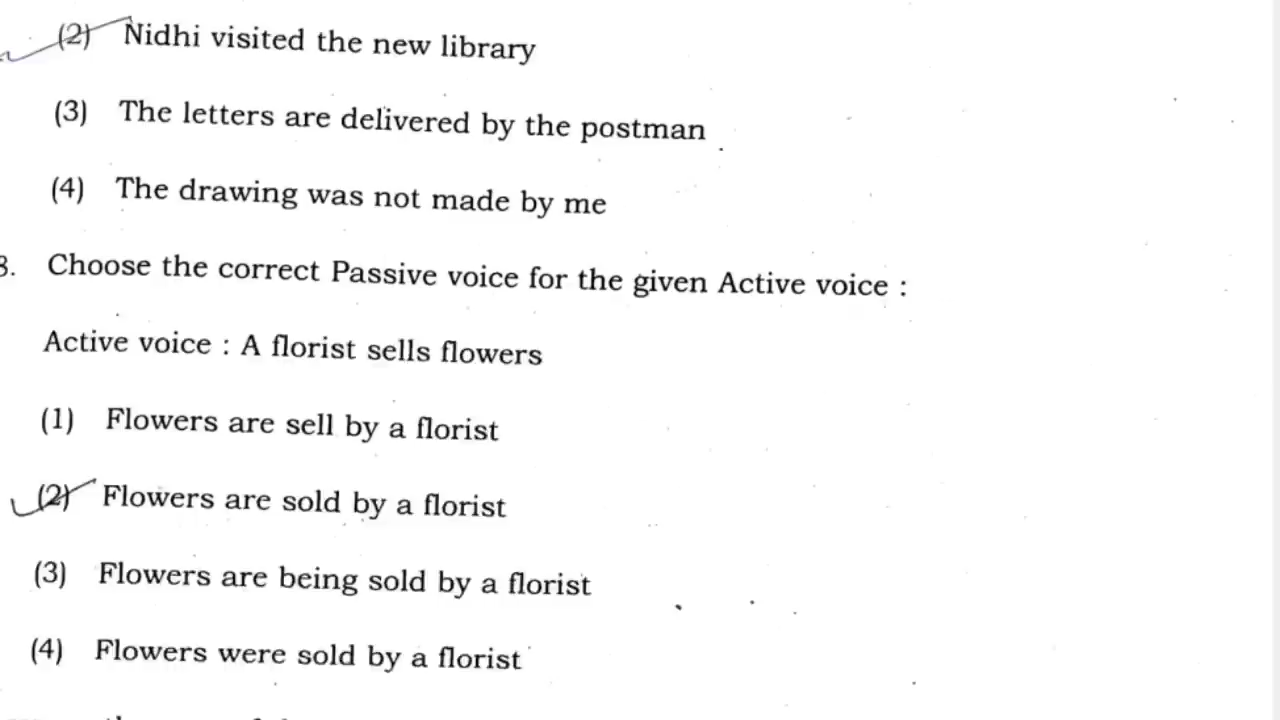 (2) Nidhi visited the new library
(3) The letters are delivered by the postman
(4) The drawing was not made by me
3. Choose the correct Passive voice for the given Active voice :
Active voice : A florist sells flowers
(1) Flowers are sell by a florist
(2) Flowers are sold by a florist
(3) Flowers are being sold by a florist
(4) Flowers were sold by a florist